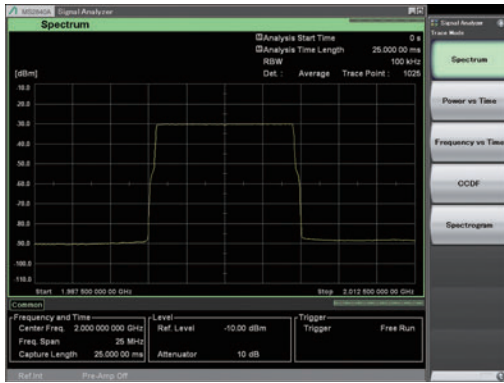 MS2840A Signal Analyzer
Spectrum
Analysis Start Time 0 s
Analysis Time Length 25.000 00 ms
RBW 100 kHz
Det. : Average Trace Point : 1025
[dBm]
-10.0
-20.0
-30.0
-40.0
-50.0
-60.0
-70.0
-80.0
-90.0
-100.0
-110.0
Start 1.987 500 000 00 GHz Stop 2.012 500 000 00 GHz
Common
Frequency and Time
Center Freq. 2.000 000 000 GHz
Freq. Span 25 MHz
Capture Length 25.000 00 ms
Level
Ref. Level -10.00 dBm
Attenuator 10 dB
Trigger
Trigger Free Run
Ref.Int Pre-Amp Off
Signal Analyzer
Trace Mode
Spectrum
Power vs Time
Frequency vs Time
CCDF
Spectrogram